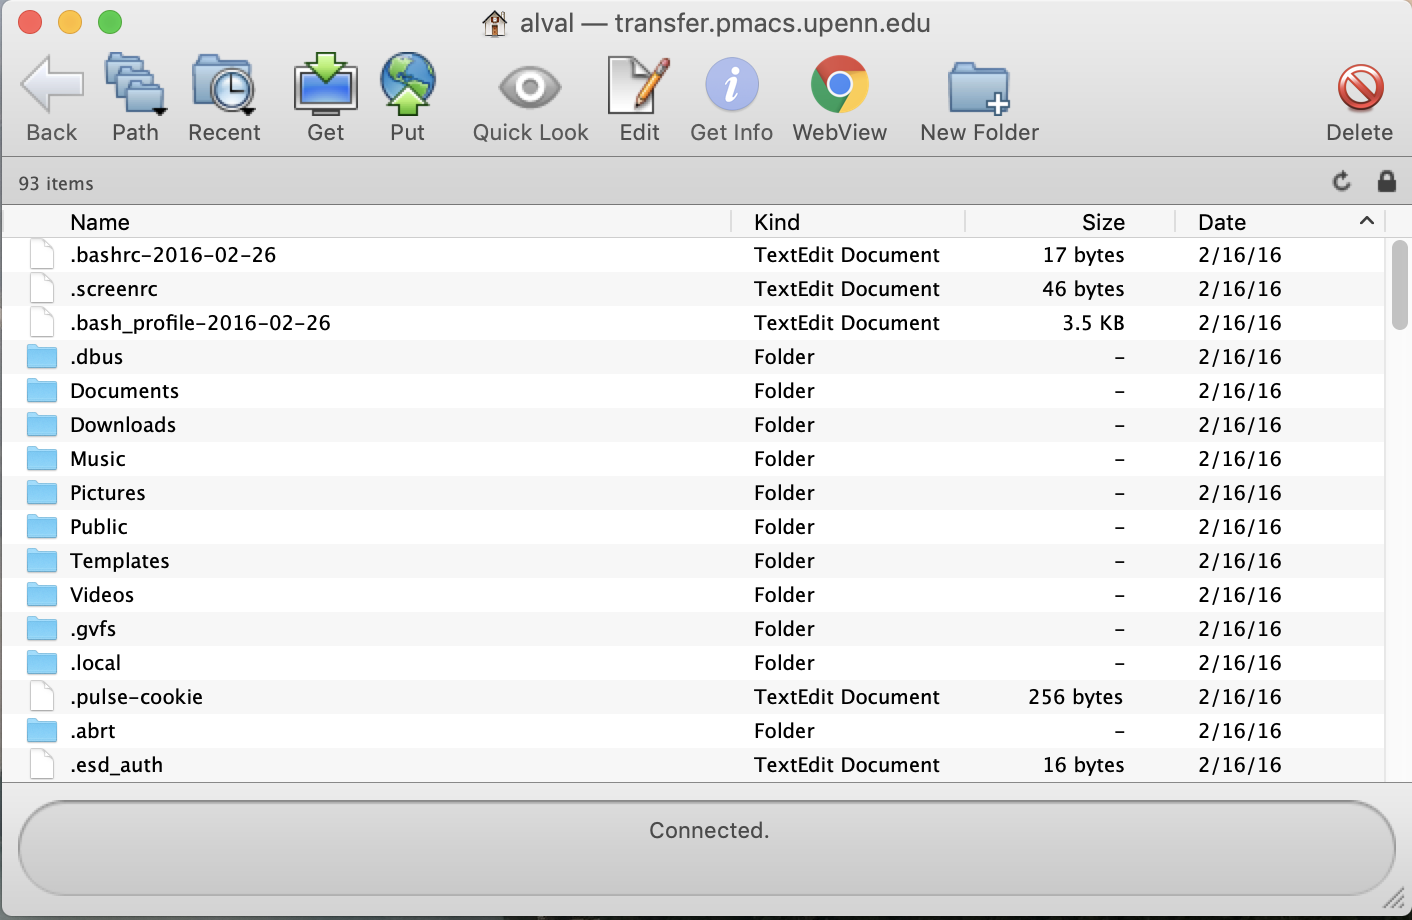 alval — transfer.pmacs.upenn.edu
Back Path Recent Get Put Quick Look Edit Get Info WebView New Folder Delete
93 items
Name Kind Size Date
.bashrc-2016-02-26 TextEdit Document 17 bytes 2/16/16
.screenrc TextEdit Document 46 bytes 2/16/16
.bash_profile-2016-02-26 TextEdit Document 3.5 KB 2/16/16
.dbus Folder – 2/16/16
Documents Folder – 2/16/16
Downloads Folder – 2/16/16
Music Folder – 2/16/16
Pictures Folder – 2/16/16
Public Folder – 2/16/16
Templates Folder – 2/16/16
Videos Folder – 2/16/16
.gvfs Folder – 2/16/16
.local Folder – 2/16/16
.pulse-cookie TextEdit Document 256 bytes 2/16/16
.abrt Folder – 2/16/16
.esd_auth TextEdit Document 16 bytes 2/16/16
Connected.